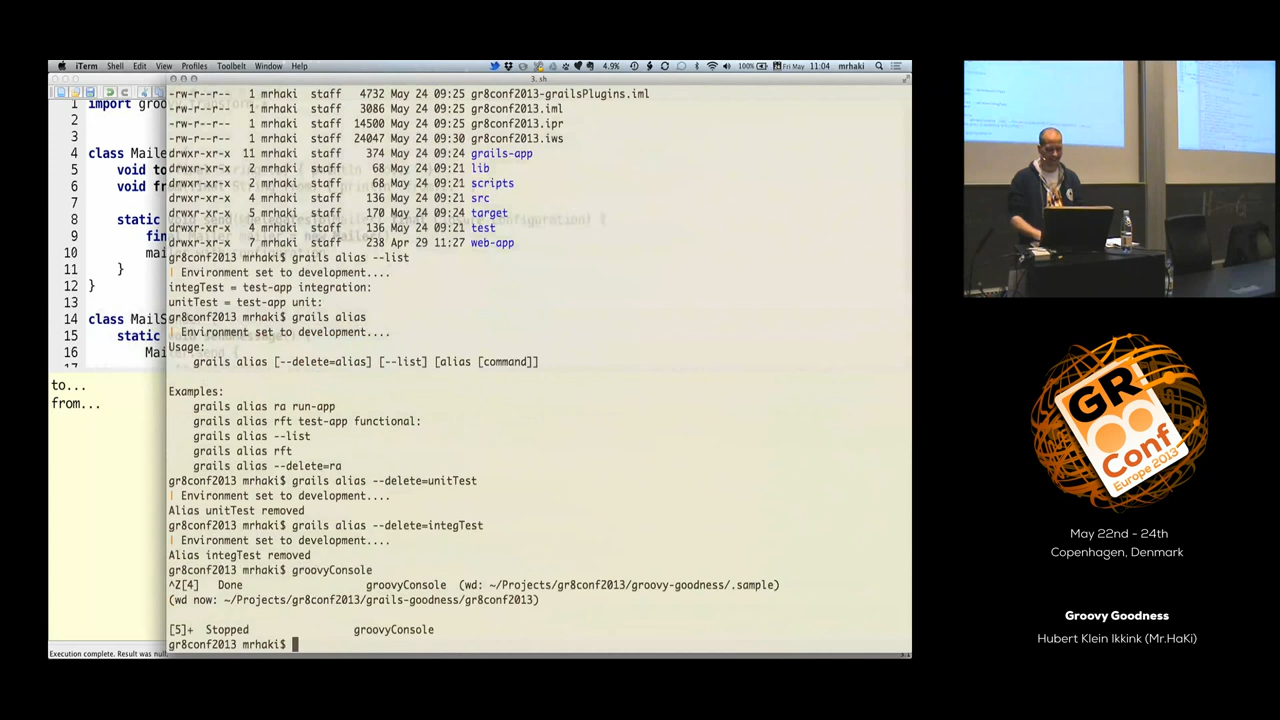 iTerm Shell Edit View Profiles Toolbelt Window Help 4.9% 100% Fri May 11:04 mrhaki
3. sh
-rw-r--r-- 1 mrhaki staff 4732 May 24 09:25 gr8conf2013-grailsPlugins.iml
-rw-r--r-- 1 mrhaki staff 3086 May 24 09:25 gr8conf2013.iml
-rw-r--r-- 1 mrhaki staff 14500 May 24 09:25 gr8conf2013.ipr
-rw-r--r-- 1 mrhaki staff 24047 May 24 09:30 gr8conf2013.iws
drwxr-xr-x 11 mrhaki staff 374 May 24 09:24 grails-app
drwxr-xr-x 2 mrhaki staff 68 May 24 09:21 lib
drwxr-xr-x 2 mrhaki staff 68 May 24 09:21 scripts
drwxr-xr-x 4 mrhaki staff 136 May 24 09:21 src
drwxr-xr-x 5 mrhaki staff 170 May 24 09:24 target
drwxr-xr-x 4 mrhaki staff 136 May 24 09:21 test
drwxr-xr-x 7 mrhaki staff 238 Apr 29 11:27 web-app
gr8conf2013 mrhaki$ grails alias --list
| Environment set to development....
integTest = test-app integration:
unitTest = test-app unit:
gr8conf2013 mrhaki$ grails alias
| Environment set to development....
Usage:
grails alias [--delete=alias] [--list] [alias [command]]
Examples:
grails alias ra run-app
grails alias rft test-app functional:
grails alias --list
grails alias rft
grails alias --delete=ra
gr8conf2013 mrhaki$ grails alias --delete=unitTest
| Environment set to development....
Alias unitTest removed
gr8conf2013 mrhaki$ grails alias --delete=integTest
| Environment set to development....
Alias integTest removed
gr8conf2013 mrhaki$ groovyConsole
^Z[4] Done groovyConsole (wd: ~/Projects/gr8conf2013/groovy-goodness/.sample)
(wd now: ~/Projects/gr8conf2013/grails-goodness/gr8conf2013)
[5]+ Stopped groovyConsole
gr8conf2013 mrhaki$
1 import
2
3
4 class
5 void to
6 void
7
8 static
9
10
11 }
12 }
13
14 class
15 static
16
17
to...
from...
Execution complete. Result was null.
GR
8
Conf
Europe 2013
May 22nd - 24th
Copenhagen, Denmark
Groovy Goodness
Hubert Klein Ikkink (Mr.HaKi)